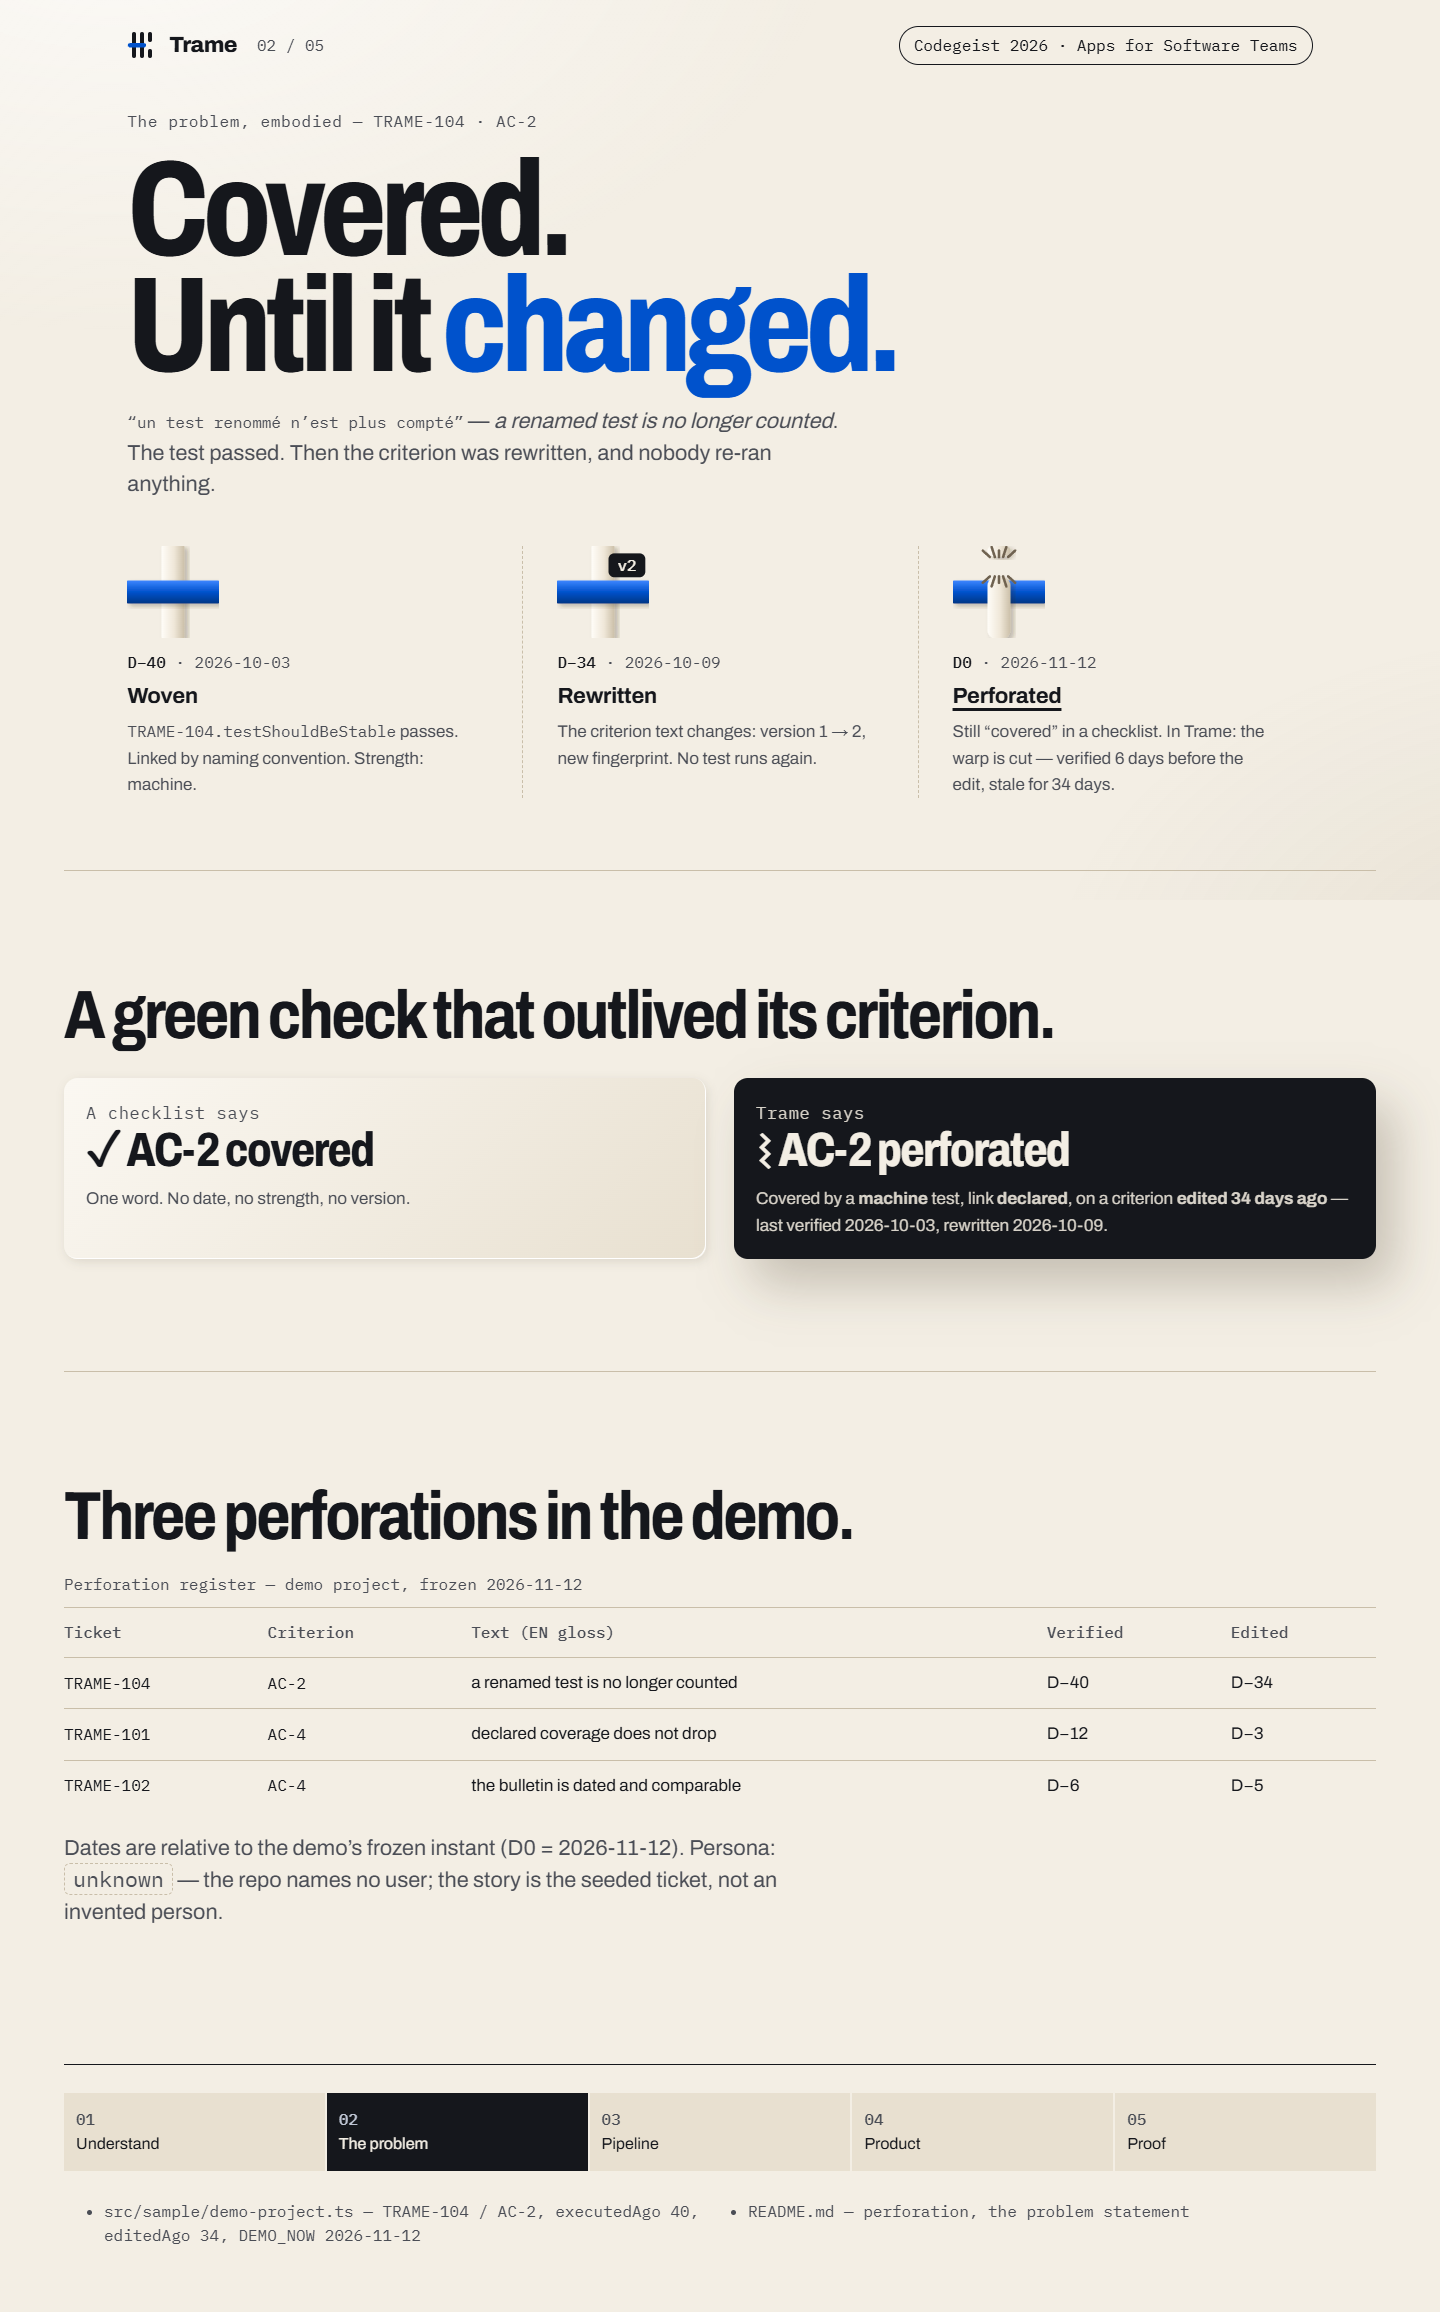 Trame 02 / 05
Codegeist 2026 · Apps for Software Teams
The problem, embodied — TRAME-104 · AC-2
Covered.
Until it changed.
“un test renommé n’est plus compté” — a renamed test is no longer counted.
The test passed. Then the criterion was rewritten, and nobody re-ran
anything.
D−40 · 2026-10-03
Woven
TRAME-104.testShouldBeStable passes.
Linked by naming convention. Strength:
machine.
v2
D−34 · 2026-10-09
Rewritten
The criterion text changes: version 1 → 2,
new fingerprint. No test runs again.
D0 · 2026-11-12
Perforated
Still “covered” in a checklist. In Trame: the
warp is cut — verified 6 days before the
edit, stale for 34 days.
A green check that outlived its criterion.
A checklist says
✓ AC-2 covered
One word. No date, no strength, no version.
Trame says
⌇ AC-2 perforated
Covered by a machine test, link declared, on a criterion edited 34 days ago —
last verified 2026-10-03, rewritten 2026-10-09.
Three perforations in the demo.
Perforation register — demo project, frozen 2026-11-12
Ticket Criterion Text (EN gloss) Verified Edited
TRAME-104 AC-2 a renamed test is no longer counted D−40 D−34
TRAME-101 AC-4 declared coverage does not drop D−12 D−3
TRAME-102 AC-4 the bulletin is dated and comparable D−6 D−5
Dates are relative to the demo’s frozen instant (D0 = 2026-11-12). Persona:
unknown — the repo names no user; the story is the seeded ticket, not an
invented person.
01
Understand
02
The problem
03
Pipeline
04
Product
05
Proof
• src/sample/demo-project.ts — TRAME-104 / AC-2, executedAgo 40,
editedAgo 34, DEMO_NOW 2026-11-12
• README.md — perforation, the problem statement